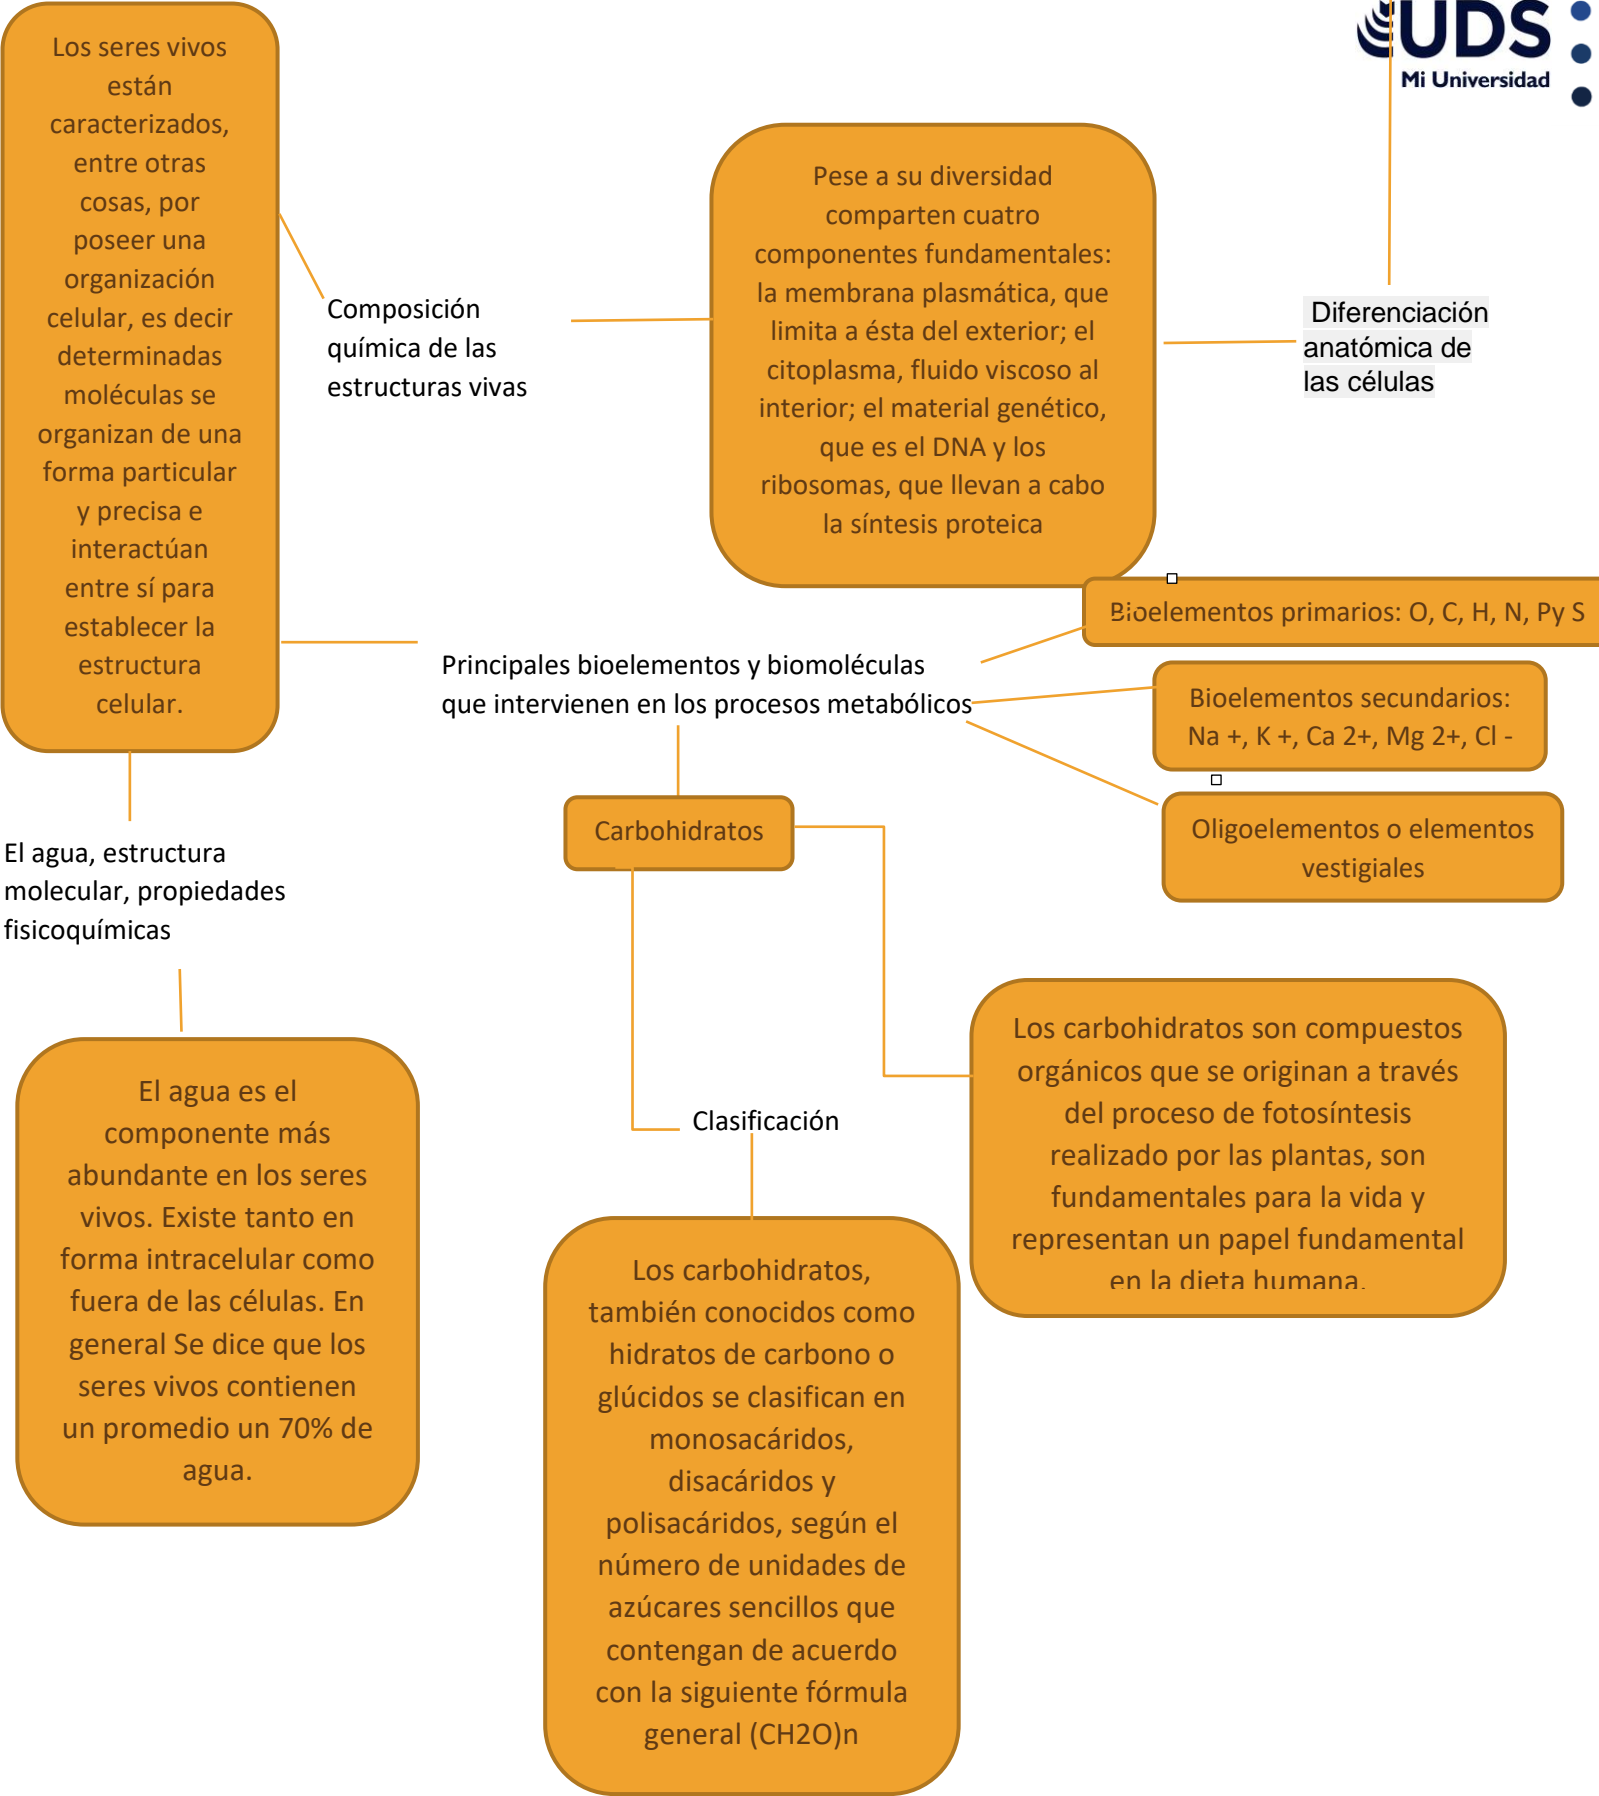 UDS
Mi Universidad
Los seres vivos
están
caracterizados,
entre otras
cosas, por
poseer una
organización
celular, es decir
determinadas
moléculas se
organizan de una
forma particular
y precisa e
interactúan
entre sí para
establecer la
estructura
celular.
Composición
química de las
estructuras vivas
Pese a su diversidad
comparten cuatro
componentes fundamentales:
la membrana plasmática, que
limita a ésta del exterior; el
citoplasma, fluido viscoso al
interior; el material genético,
que es el DNA y los
ribosomas, que llevan a cabo
la síntesis proteica
Diferenciación
anatómica de
las células
Principales bioelementos y biomoléculas
que intervienen en los procesos metabólicos
Bioelementos primarios: O, C, H, N, Py S
Bioelementos secundarios:
Na +, K +, Ca 2+, Mg 2+, Cl -
Oligoelementos o elementos
vestigiales
El agua, estructura
molecular, propiedades
fisicoquímicas
El agua es el
componente más
abundante en los seres
vivos. Existe tanto en
forma intracelular como
fuera de las células. En
general Se dice que los
seres vivos contienen
un promedio un 70% de
agua.
Carbohidratos
Los carbohidratos son compuestos
orgánicos que se originan a través
del proceso de fotosíntesis
realizado por las plantas, son
fundamentales para la vida y
representan un papel fundamental
en la dieta humana.
Clasificación
Los carbohidratos,
también conocidos como
hidratos de carbono o
glúcidos se clasifican en
monosacáridos,
disacáridos y
polisacáridos, según el
número de unidades de
azúcares sencillos que
contengan de acuerdo
con la siguiente fórmula
general (CH2O)n